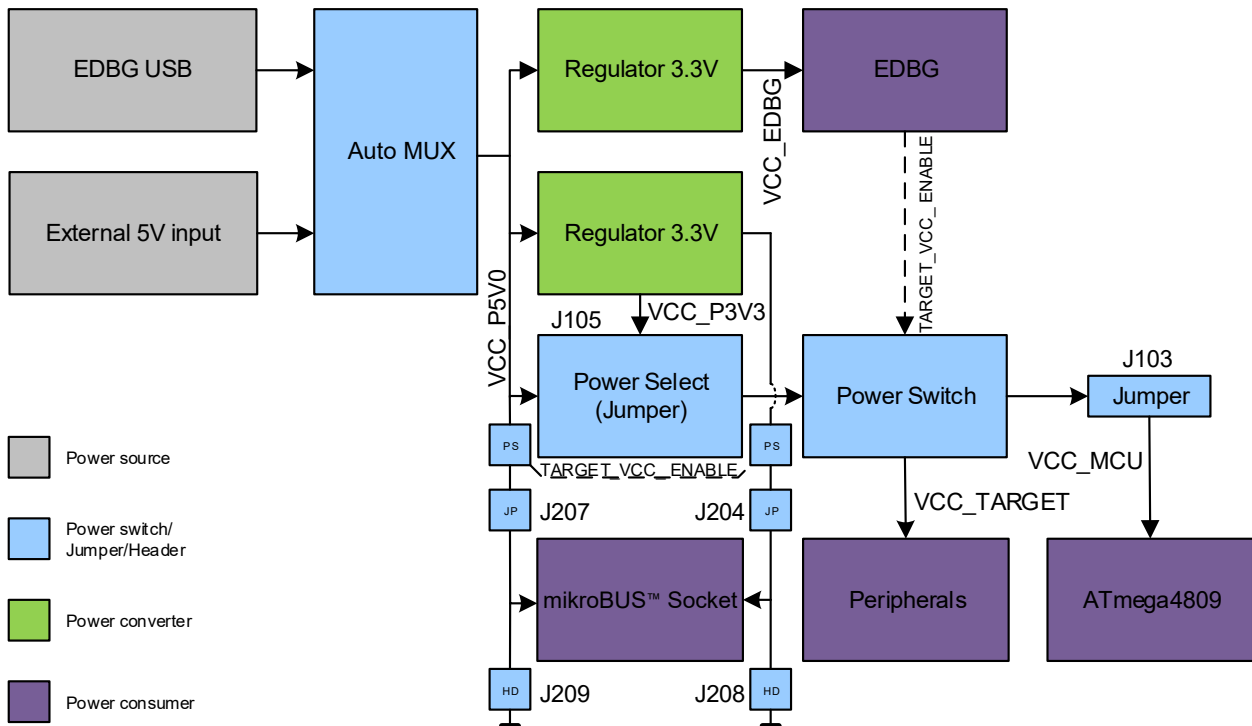 EDBG USB
Auto MUX
Regulator 3.3V
VCC_EDBG
EDBG
External 5V input
Regulator 3.3V
TARGET_VCC_ ENABLE
VCC_P5V0
J105
VCC_P3V3
Power Select
(Jumper)
Power Switch
J103
Jumper
Power source
PS
TARGET_VCC_ENABLE
PS
VCC_MCU
VCC_TARGET
Power switch/
Jumper/Header
JP
J207
J204
JP
mikroBUS™ Socket
Peripherals
ATmega4809
Power converter
Power consumer
HD
J209
J208
HD